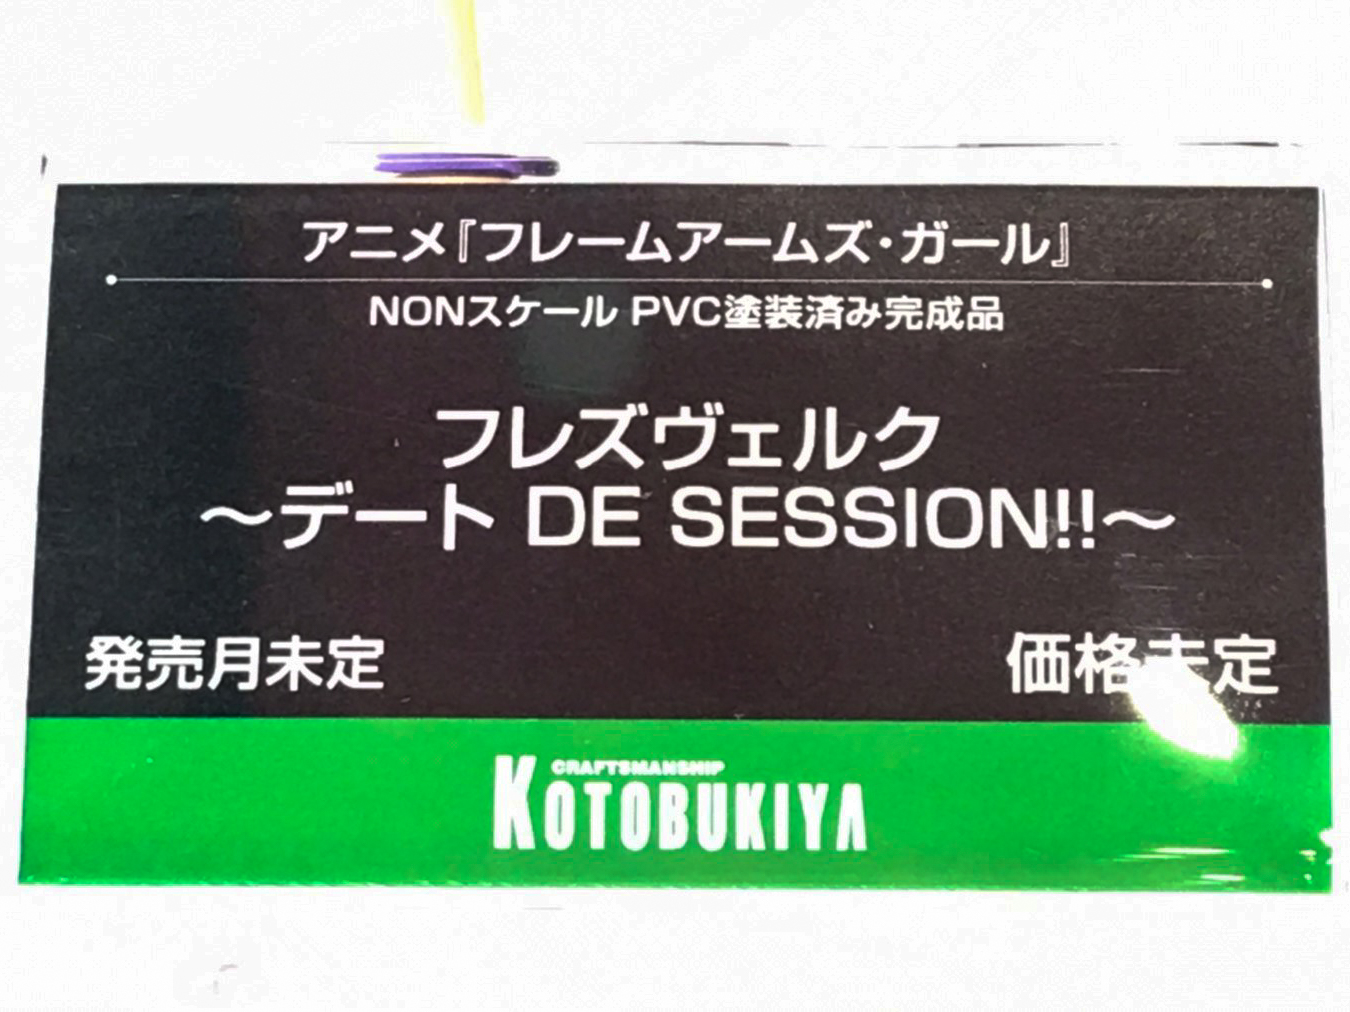 アニメ『フレームアームズ・ガール』
NONスケール PVC塗装済み完成品
フレズヴェルク
～デート DE SESSION!!～
発売月未定
価格未定
CRAFTSMANSHIP
KOTOBUKIYA